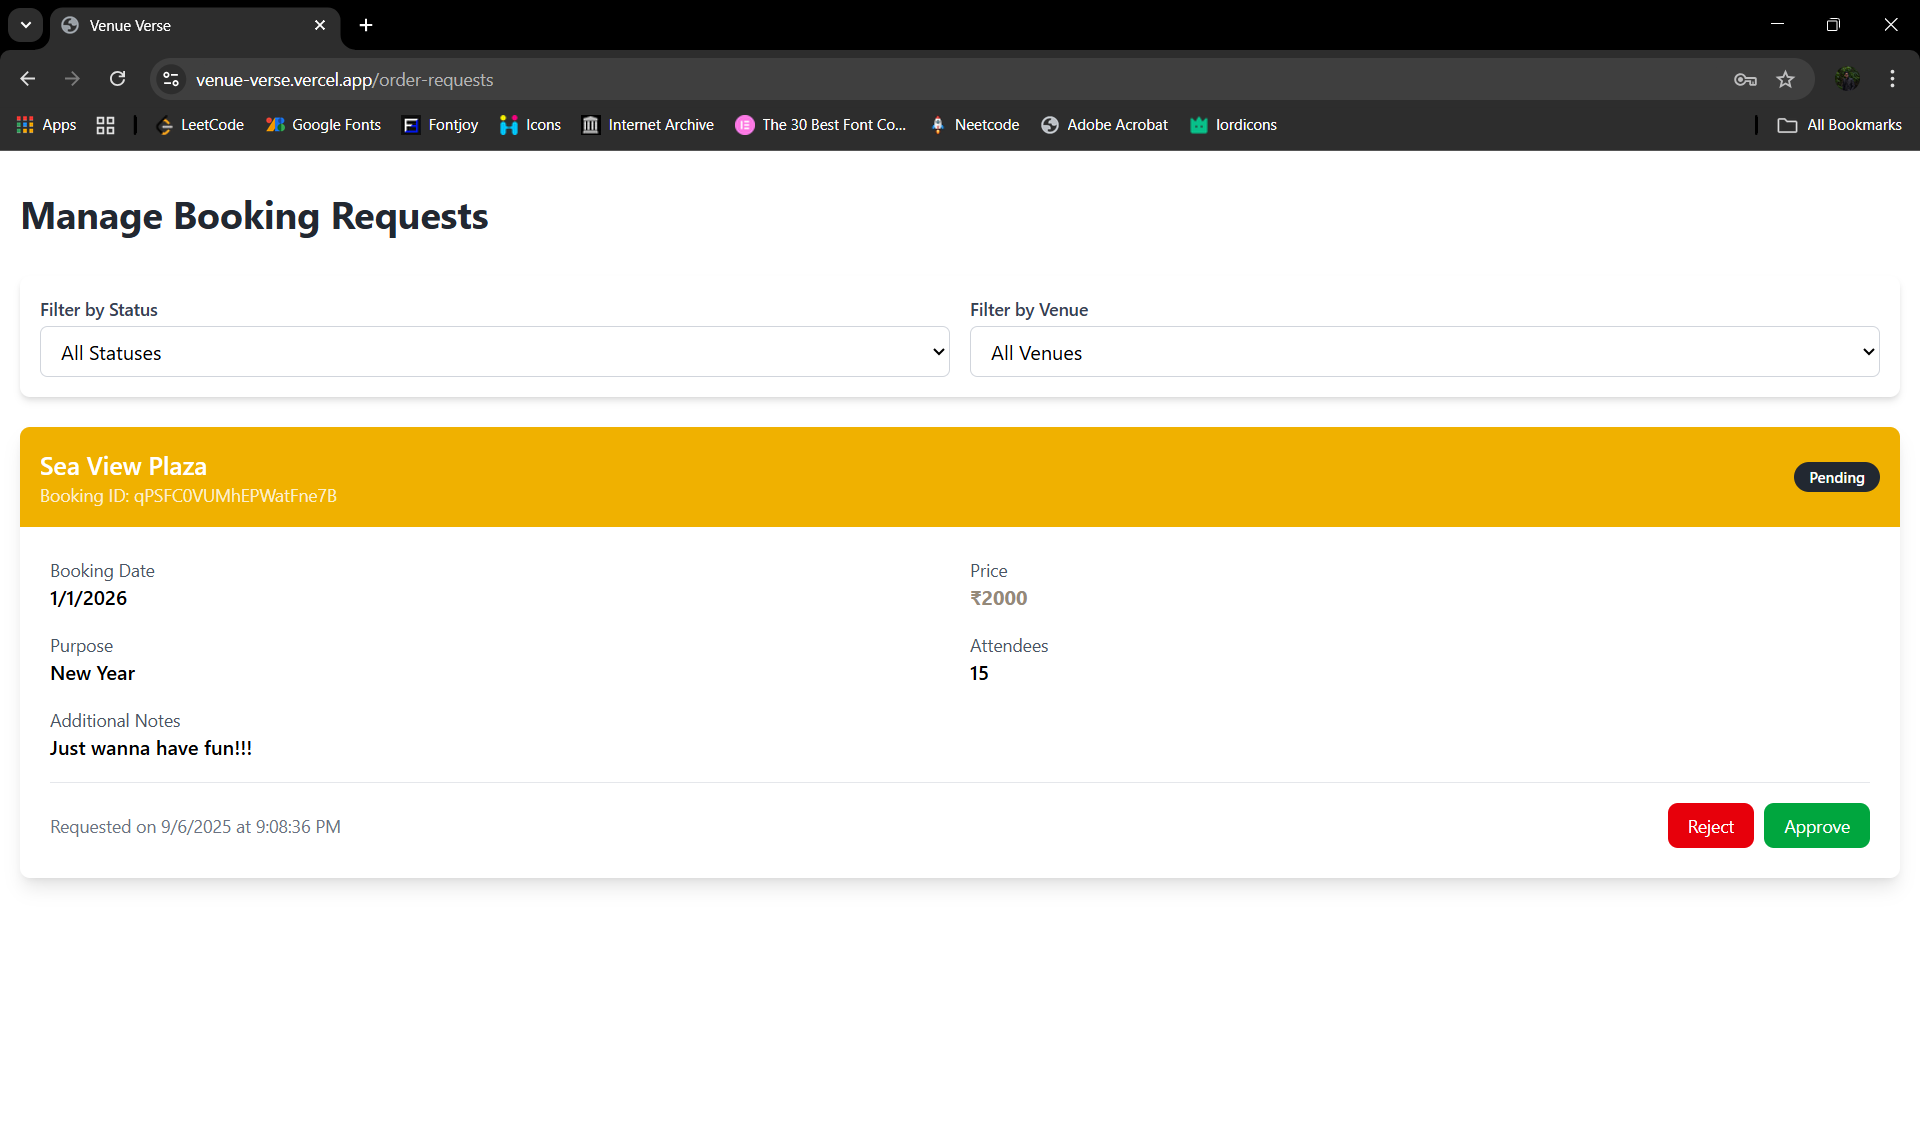 Venue Verse
venue-verse.vercel.app/order-requests
Apps LeetCode Google Fonts Fontjoy Icons Internet Archive The 30 Best Font Co... Neetcode Adobe Acrobat lordicons All Bookmarks
Manage Booking Requests
Filter by Status Filter by Venue
All Statuses All Venues
Sea View Plaza
Booking ID: qPSFC0VUMhEPWatFne7B
Pending
Booking Date Price
1/1/2026 ₹2000
Purpose Attendees
New Year 15
Additional Notes
Just wanna have fun!!!
Requested on 9/6/2025 at 9:08:36 PM Reject Approve